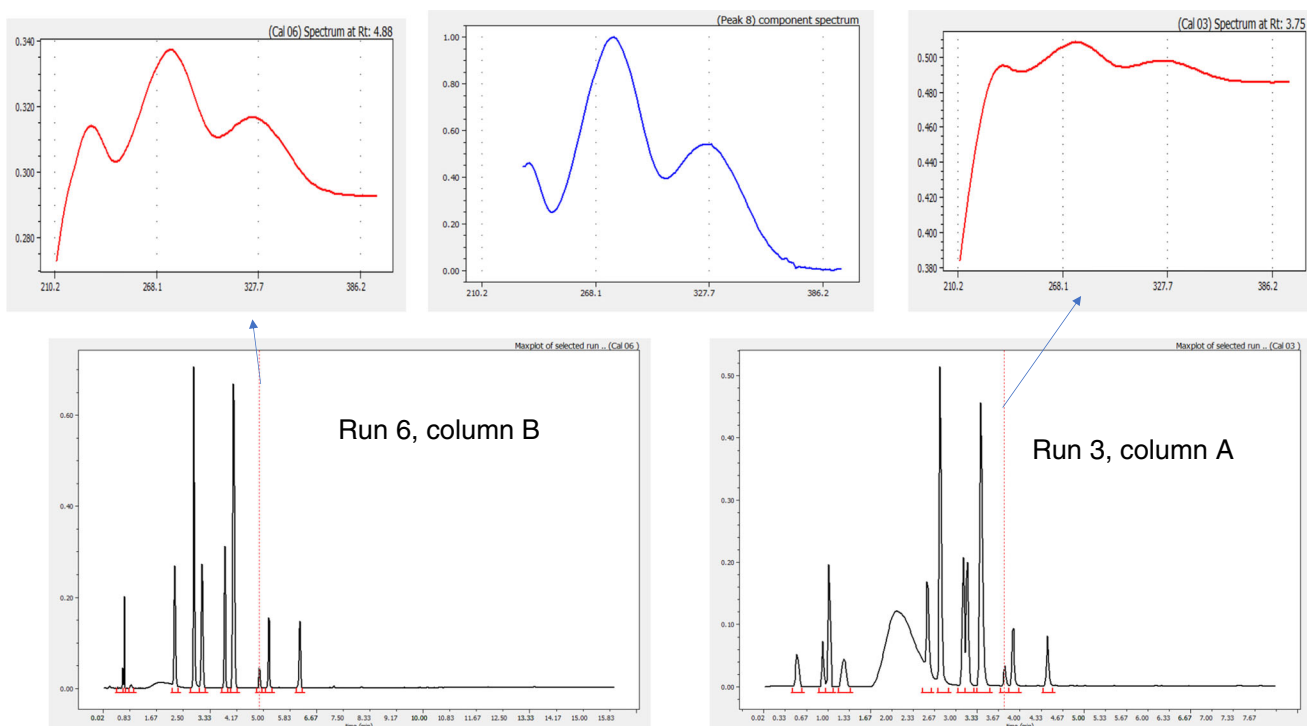 (Cal 06) Spectrum at Rt: 4.88
0.340
0.320
0.300
0.280
210.2 268.1 327.7 386.2
(Peak 8) component spectrum
1.00
0.80
0.60
0.40
0.20
0.00
210.2 268.1 327.7 386.2
(Cal 03) Spectrum at Rt: 3.75
0.500
0.480
0.460
0.440
0.420
0.400
0.380
210.2 268.1 327.7 386.2
Maxplot of selected run .. (Cal 06 )
Run 6, column B
0.60
0.40
0.20
0.00
0.02 0.83 1.67 2.50 3.33 4.17 5.00 5.83 6.67 7.50 8.33 9.17 10.00 10.83 11.67 12.50 13.33 14.17 15.00 15.83
Maxplot of selected run .. (Cal 03 )
Run 3, column A
0.50
0.40
0.30
0.20
0.10
0.00
0.02 0.33 0.67 1.00 1.33 1.67 2.00 2.33 2.67 3.00 3.33 3.67 4.00 4.33 4.67 5.00 5.33 5.67 6.00 6.33 6.67 7.00 7.33 7.67